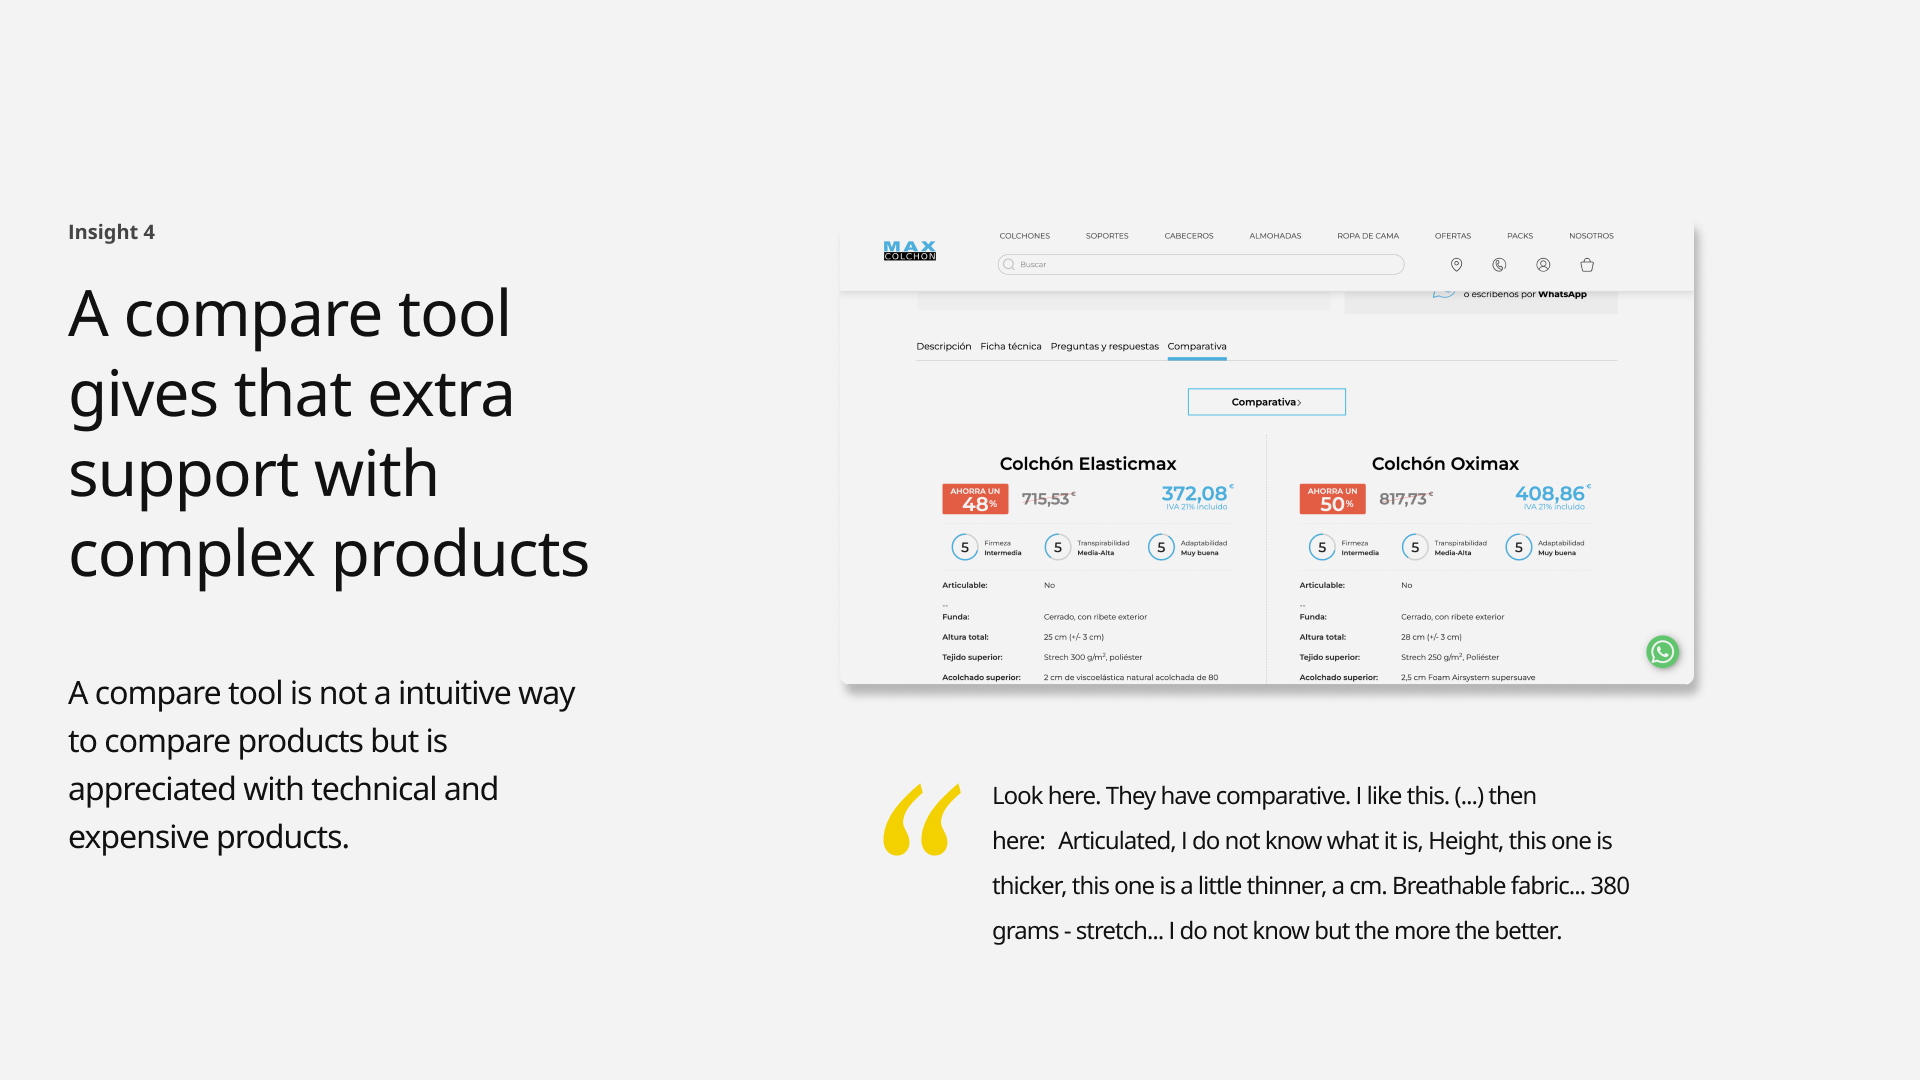 Insight 4
A compare tool
gives that extra
support with
complex products
A compare tool is not a intuitive way
to compare products but is
appreciated with technical and
expensive products.
MAX
COLCHON
COLCHONES SOPORTES CABECEROS ALMOHADAS ROPA DE CAMA OFERTAS PACKS NOSOTROS
Buscar
o escríbenos por WhatsApp
Descripción Ficha técnica Preguntas y respuestas Comparativa
Comparativa›
Colchón Elasticmax
AHORRA UN
48%
715,53€
372,08€
IVA 21% incluido
5 Firmeza
Intermedia
5 Transpirabilidad
Media-Alta
5 Adaptabilidad
Muy buena
Articulable: No
--
Funda: Cerrado, con ribete exterior
Altura total: 25 cm (+/- 3 cm)
Tejido superior: Strech 300 g/m², poliéster
Acolchado superior: 2 cm de viscoelástica natural acolchada de 80
Colchón Oximax
AHORRA UN
50%
817,73€
408,86€
IVA 21% incluido
5 Firmeza
Intermedia
5 Transpirabilidad
Media-Alta
5 Adaptabilidad
Muy buena
Articulable: No
--
Funda: Cerrado, con ribete exterior
Altura total: 28 cm (+/- 3 cm)
Tejido superior: Strech 250 g/m², Poliéster
Acolchado superior: 2,5 cm Foam Airsystem supersuave
“
Look here. They have comparative. I like this. (...) then
here: Articulated, I do not know what it is, Height, this one is
thicker, this one is a little thinner, a cm. Breathable fabric... 380
grams - stretch... I do not know but the more the better.